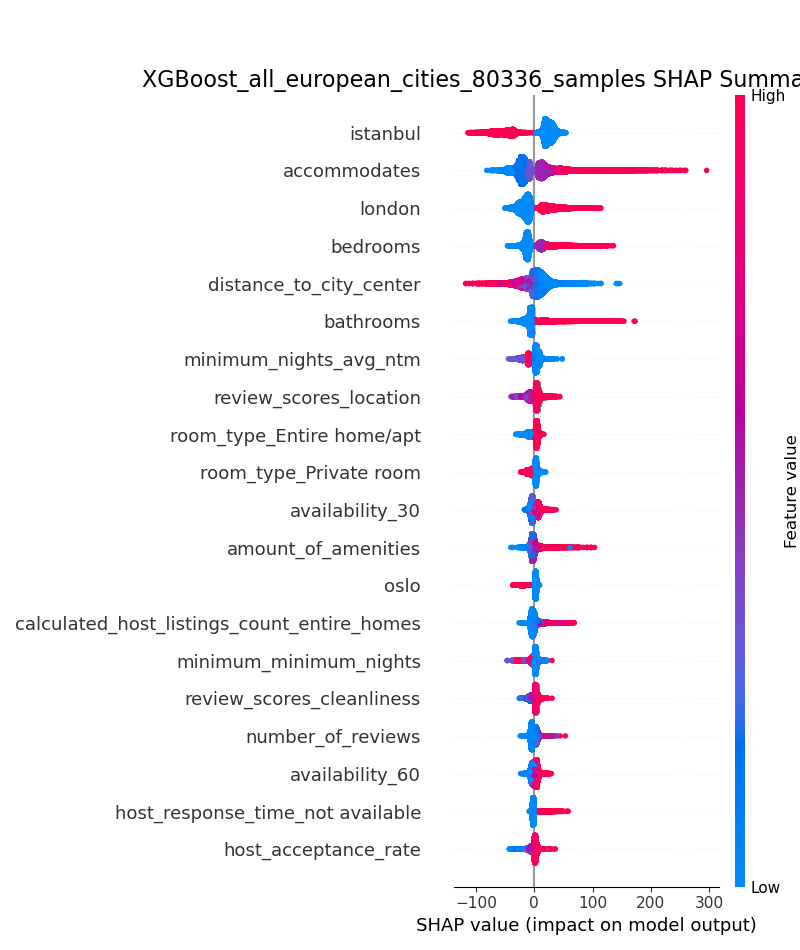 XGBoost_all_european_cities_80336_samples SHAP Summa
High
istanbul
accommodates
london
bedrooms
distance_to_city_center
bathrooms
minimum_nights_avg_ntm
review_scores_location
room_type_Entire home/apt
room_type_Private room
availability_30
amount_of_amenities
oslo
calculated_host_listings_count_entire_homes
minimum_minimum_nights
review_scores_cleanliness
number_of_reviews
availability_60
host_response_time_not available
host_acceptance_rate
Feature value
Low
−100 0 100 200 300
SHAP value (impact on model output)